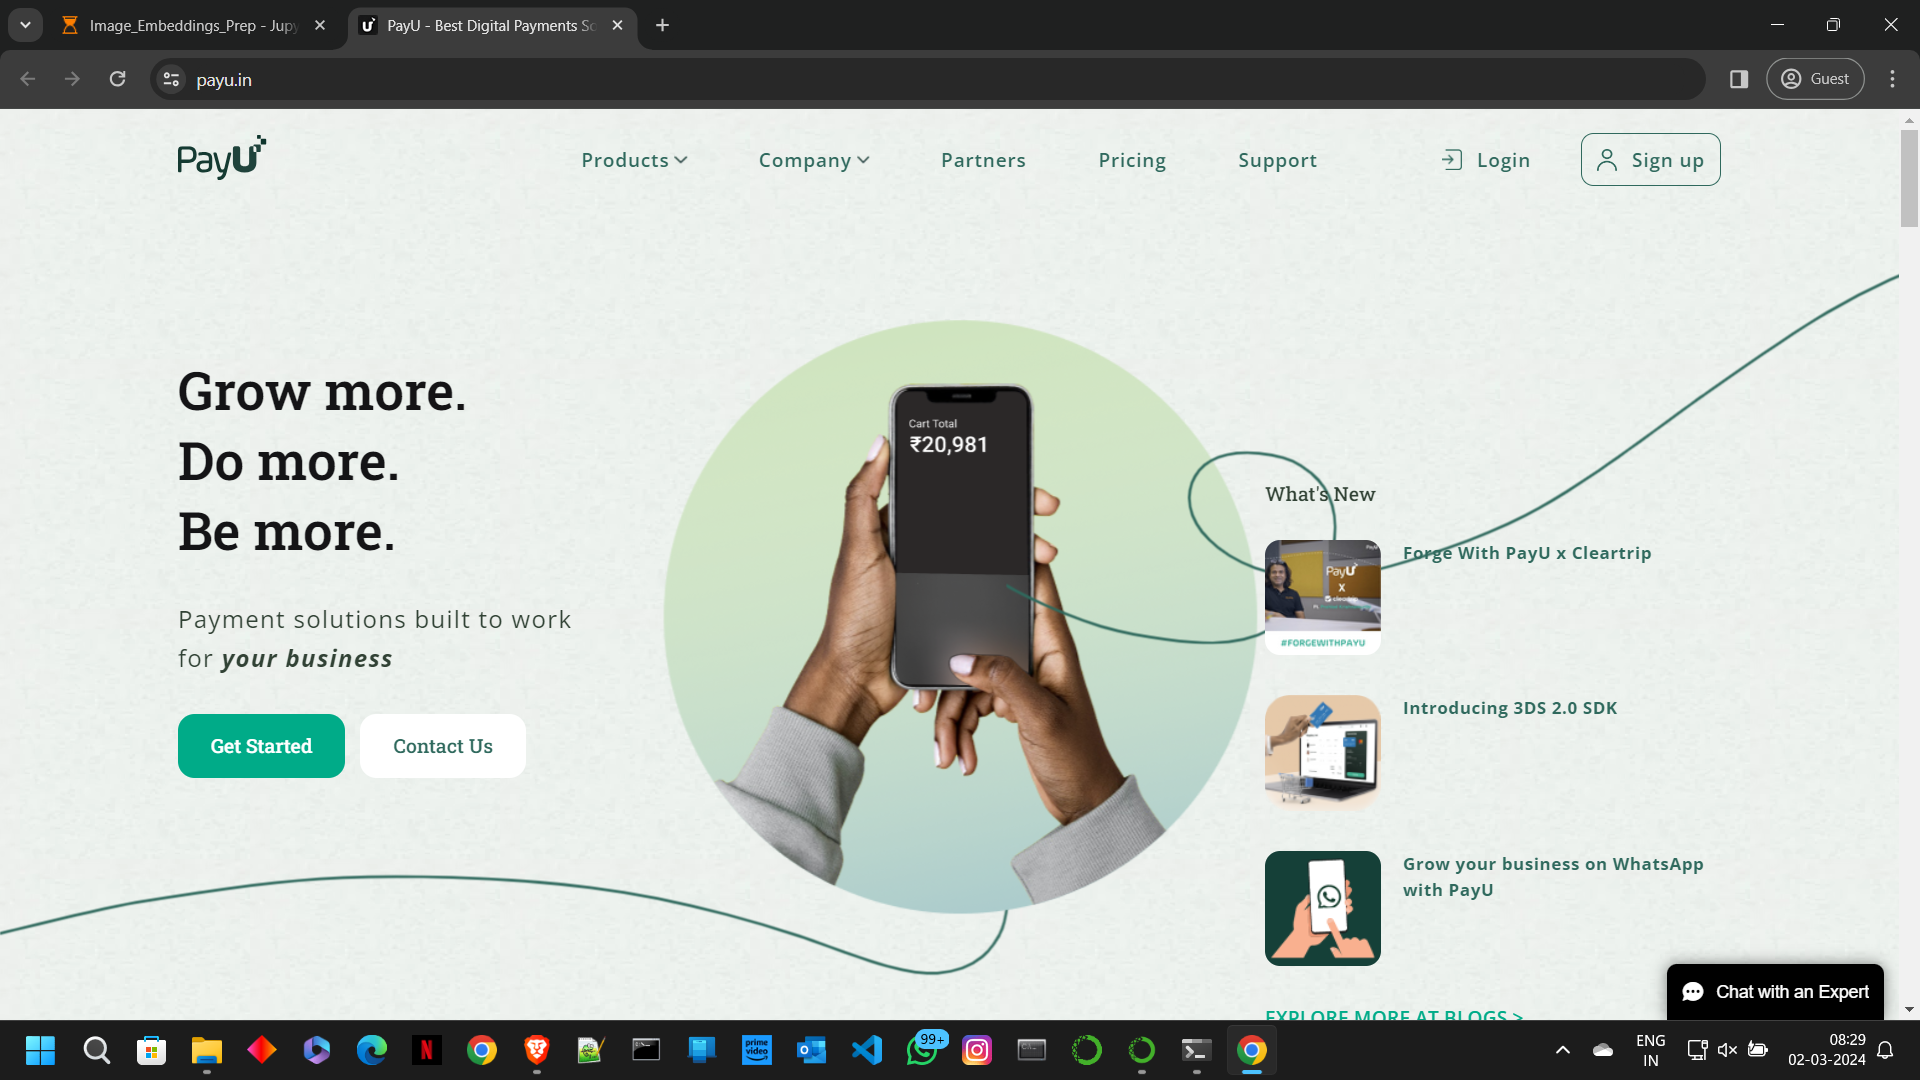 Image_Embeddings_Prep - Jupy
PayU - Best Digital Payments So
payu.in
Guest
PayU
Products
Company
Partners
Pricing
Support
Login
Sign up
Grow more.
Do more.
Be more.
Payment solutions built to work
for your business
Get Started
Contact Us
Cart Total
₹20,981
What's New
PayU
X
cleartrip
#FORGEWITHPAYU
Forge With PayU x Cleartrip
Introducing 3DS 2.0 SDK
Grow your business on WhatsApp
with PayU
EXPLORE MORE AT BLOGS >
Chat with an Expert
prime
video
99+
ENG
IN
08:29
02-03-2024